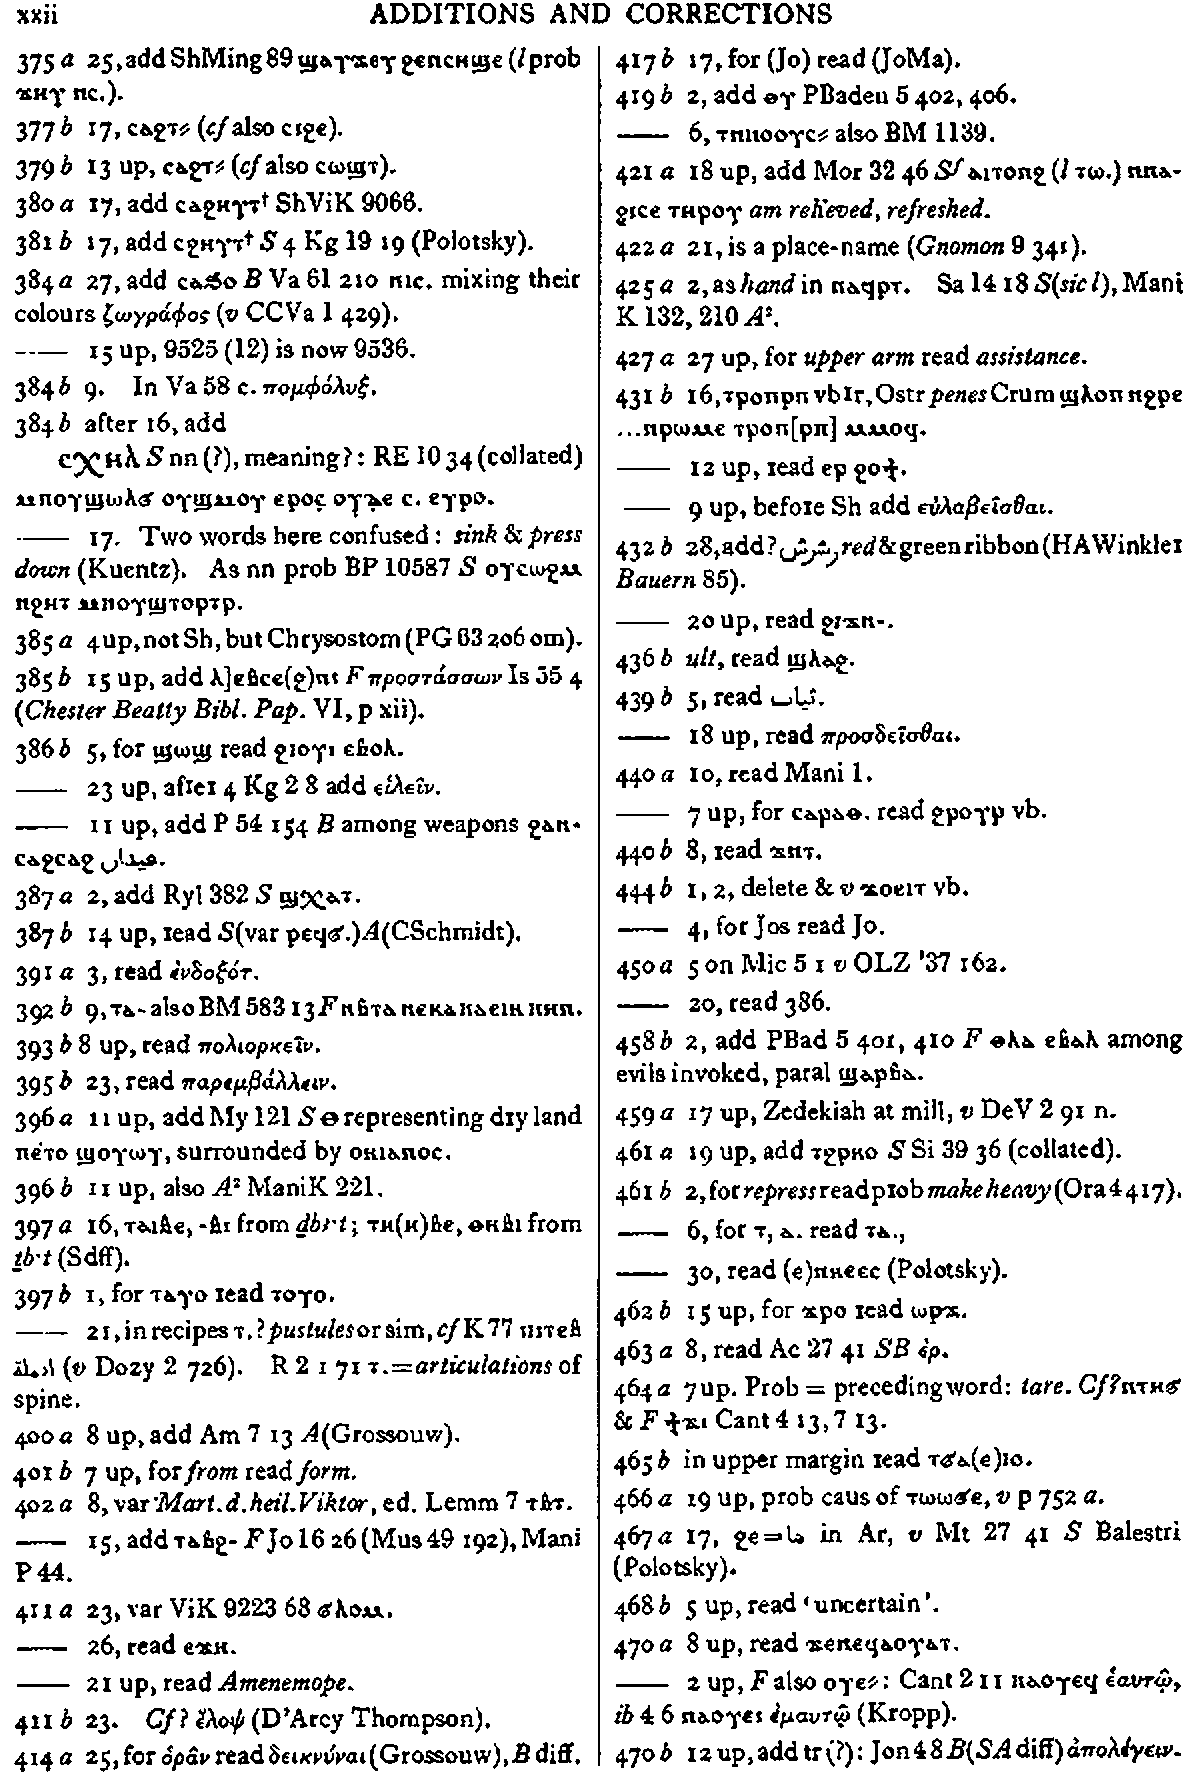 xxii ADDITIONS AND CORRECTIONS
375 a 25, add ShMing 89 ϣⲁⲩϫⲉⲩ ϩⲉⲛⲥⲏϣⲉ (l prob
ϫⲏⲩ ⲛⲥ.).
377 b 17, ⲥⲁϩⲧ⸗ (cf also ⲥⲓϩⲉ).
379 b 13 up, ⲥⲁϩⲧ⸗ (cf also ⲥⲱϣⲧ).
380 a 17, add ⲥⲁϩⲏⲩⲧ† ShViK 9066.
381 b 17, add ⲥϩⲏⲩⲧ† S 4 Kg 19 19 (Polotsky).
384 a 27, add ⲥⲁϭⲟ B Va 61 210 ⲛⲓⲥ. mixing their
colours ζωγράφος (v CCVa 1 429).
—— 15 up, 9525 (12) is now 9536.
384 b 9. In Va 58 c. πομφόλυξ.
384 b after 16, add
ⲥⲭⲏⲗ S nn (?), meaning?: RE 10 34 (collated)
ⲙⲡⲟⲩϣⲱⲗϭ ⲟⲩϣⲙⲟⲩ ⲉⲣⲟⲥ ⲟⲩⲇⲉ ⲥ. ⲉⲩⲣⲟ.
—— 17. Two words here confused: sink & press
down (Kuentz). As nn prob BP 10587 S ⲟⲩⲥⲱϩⲙ
ⲛϩⲏⲧ ⲙⲡⲟⲩϣⲧⲟⲣⲧⲣ.
385 a 4 up, not Sh, but Chrysostom (PG 63 206 om).
385 b 15 up, add ⲗ]ⲉⲃⲥⲉ(ϩ)ⲛⲓ F προστάσσων Is 55 4
(Chester Beatty Bibl. Pap. VI, p xii).
386 b 5, for ϣⲱϣ read ϩⲓⲟⲩⲓ ⲉⲃⲟⲗ.
—— 23 up, after 4 Kg 2 8 add εἱλεῖν.
—— 11 up, add P 54 154 B among weapons ϩⲁⲛ-
ⲥⲁϩⲥⲁϩ
387 a 2, add Ryl 382 S ϣⲭⲁⲧ.
387 b 14 up, read S(var ⲣⲉϥϭ.)A(CSchmidt).
391 a 3, read ἐνδοξότ.
392 b 9, ⲧⲁ- also BM 583 13 F ⲛⲃⲧⲁ ⲛⲉⲕⲁⲛⲁⲉⲓⲕ ⲛⲏⲡ.
393 b 8 up, read πολιορκεῖν.
395 b 23, read παρεμβάλλειν.
396 a 11 up, add My 121 S ⲑ representing dry land
ⲡⲉⲧⲟ ϣⲟⲩⲱⲩ, surrounded by ⲟⲕⲓⲁⲛⲟⲥ.
396 b 11 up, also A² ManiK 221.
397 a 16, ⲧⲁⲓⲃⲉ, -ⲃⲓ from ḏbꜣ·t; ⲧⲏ(ⲏ)ⲃⲉ, ⲑⲏⲃⲓ from
ṯb·t (Sdff).
397 b 1, for ⲧⲁⲩⲟ read ⲧⲟⲩⲟ.
—— 21, in recipes ⲧ. ? pustules or sim, cf K 77 ⲡⲓⲧⲉⲃ
(v Dozy 2 726). R 2 1 71 ⲧ. = articulations of
spine.
400 a 8 up, add Am 7 13 A (Grossouw).
401 b 7 up, for from read form.
402 a 8, var Mart. d. heil. Viktor, ed. Lemm 7 ⲧⲃⲧ.
—— 15, add ⲧⲁⲃϩ- F Jo 16 26 (Mus 49 192), Mani
P 44.
411 a 23, var ViK 9223 68 ϭⲗⲟⲙ.
—— 26, read ⲉϫⲏ.
—— 21 up, read Amenemope.
411 b 23. Cf ? ἔλοψ (D'Arcy Thompson).
414 a 25, for ὁρᾶν read δεικνύναι (Grossouw), B diff.
417 b 17, for (Jo) read (JoMa).
419 b 2, add ⲑⲩ PBaden 5 402, 406.
—— 6, ⲧⲛⲛⲟⲟⲩⲥ⸗ also BM 1139.
421 a 18 up, add Mor 32 46 Sf ⲁⲓⲧⲟⲛϩ (l ⲧⲱ.) ⲛⲛⲁ-
ϩⲓⲥⲉ ⲧⲏⲣⲟⲩ am relieved, refreshed.
422 a 21, is a place-name (Gnomon 9 341).
425 a 2, as hand in ⲛⲁϥⲣⲧ. Sa 14 18 S(sic l), Mani
K 132, 210 A².
427 a 27 up, for upper arm read assistance.
431 b 16, ⲧⲣⲟⲡⲣⲡ vb Ir, Ostr penes Crum ϣⲗⲟⲡ ⲛϩⲣⲉ
...ⲡⲣⲱⲙⲉ ⲧⲣⲟⲡ[ⲣⲡ] ⲙⲙⲟϥ.
—— 12 up, read ⲉⲣ ϩⲟϯ.
—— 9 up, before Sh add εὐλαβεῖσθαι.
432 b 28, add ? شرشر red & green ribbon (HAWinkler
Bauern 85).
—— 20 up, read ϩⲓϫⲛ-.
436 b ult, read ϣⲗⲁϩ.
439 b 5, read
—— 18 up, read προσδεῖσθαι.
440 a 10, read Mani 1.
—— 7 up, for ⲥⲁⲣⲁⲑ. read ϩⲣⲟⲩⲣ vb.
440 b 8, read ϫⲛⲧ.
444 b 1, 2, delete & v ϫⲟⲉⲓⲧ vb.
—— 4, for Jos read Jo.
450 a 5 on Mic 5 1 v OLZ '37 162.
—— 20, read 386.
458 b 2, add PBad 5 401, 410 F ⲑⲗⲁ ⲉⲃⲁⲗ among
evils invoked, paral ϣⲁⲣⲃⲁ.
459 a 17 up, Zedekiah at mill, v DeV 2 91 n.
461 a 19 up, add ⲧϩⲣⲕⲟ S Si 39 36 (collated).
461 b 2, for repress read prob make heavy (Ora 4 417).
—— 6, for ⲧ, ⲁ. read ⲧⲁ.,
—— 30, read (ⲉ)ⲛⲕⲉⲉⲥ (Polotsky).
462 b 15 up, for ϫⲣⲟ read ⲱⲣϫ.
463 a 8, read Ac 27 41 SB ἐρ.
464 a 7 up. Prob = preceding word: tare. Cf ? ⲛⲧⲏϭ
& F ϯϫⲓ Cant 4 13, 7 13.
465 b in upper margin read ⲧϭⲁ(ⲉ)ⲓⲟ.
466 a 19 up, prob caus of ⲧⲱⲱϭⲉ, v p 752 a.
467 a 17, ϩⲉ = ط in Ar, v Mt 27 41 S Balestri
(Polotsky).
468 b 5 up, read 'uncertain'.
470 a 8 up, read ϫⲉⲛⲉϥⲁⲟⲩⲁⲧ.
—— 2 up, F also ⲟⲩⲉ⸗: Cant 2 11 ⲛⲁⲟⲩⲉϥ ἑαυτῷ,
ib 4 6 ⲛⲁⲟⲩⲉⲓ ἐμαυτῷ (Kropp).
470 b 12 up, add tr (?): Jon 4 8 B(SA diff) ἀπολέγειν.